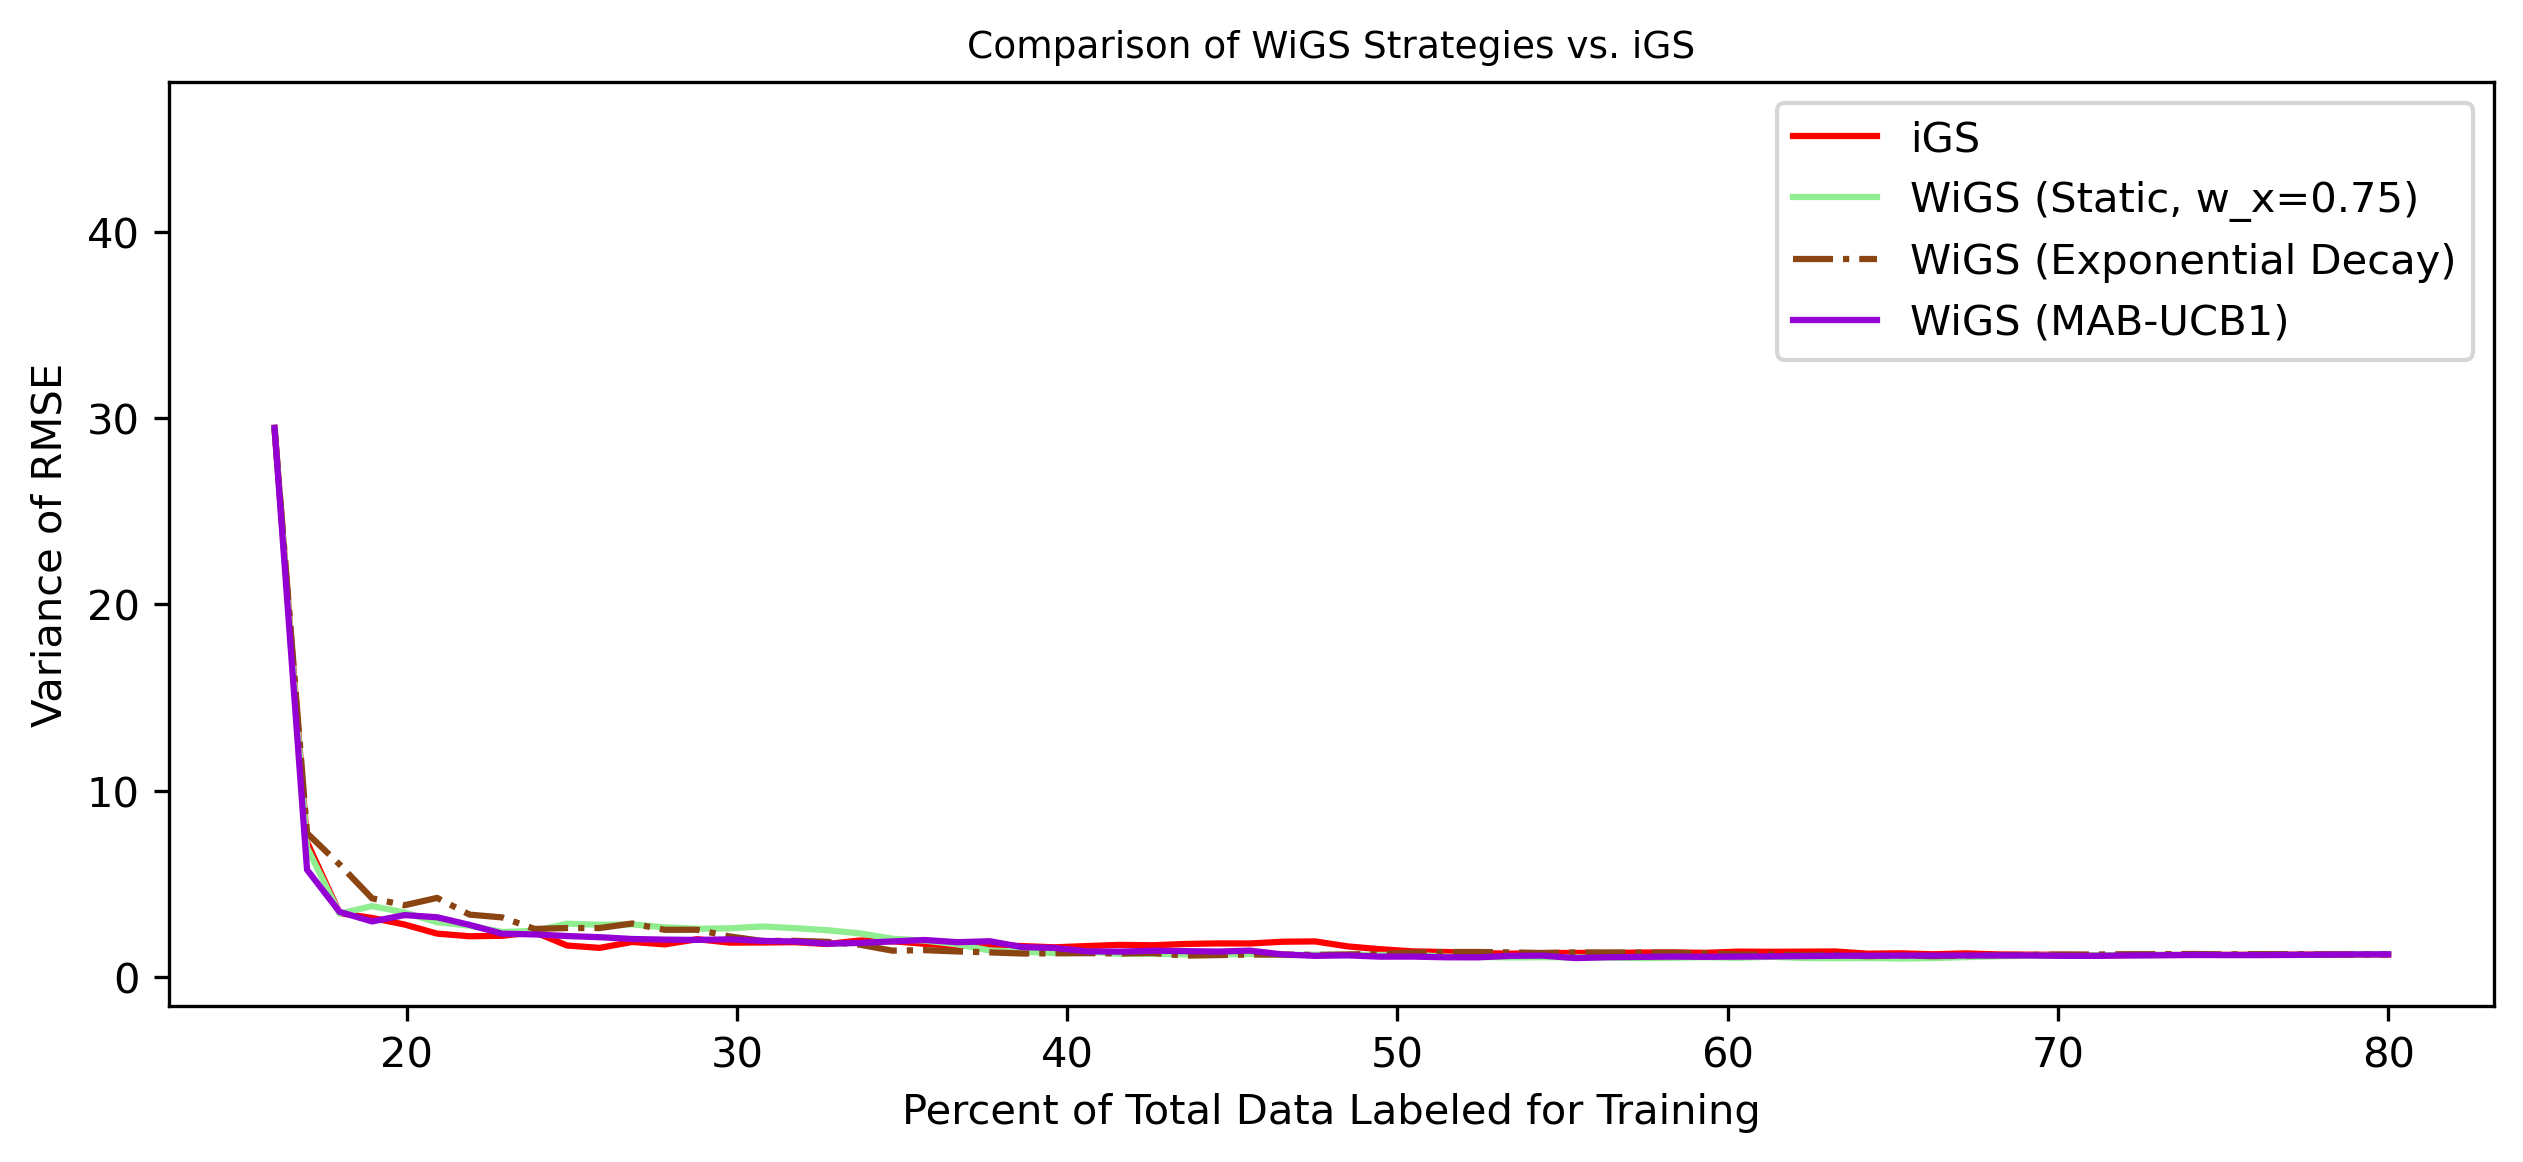 Comparison of WiGS Strategies vs. iGS
iGS
WiGS (Static, w_x=0.75)
WiGS (Exponential Decay)
WiGS (MAB-UCB1)
Variance of RMSE
40
30
20
10
0
20 30 40 50 60 70 80
Percent of Total Data Labeled for Training